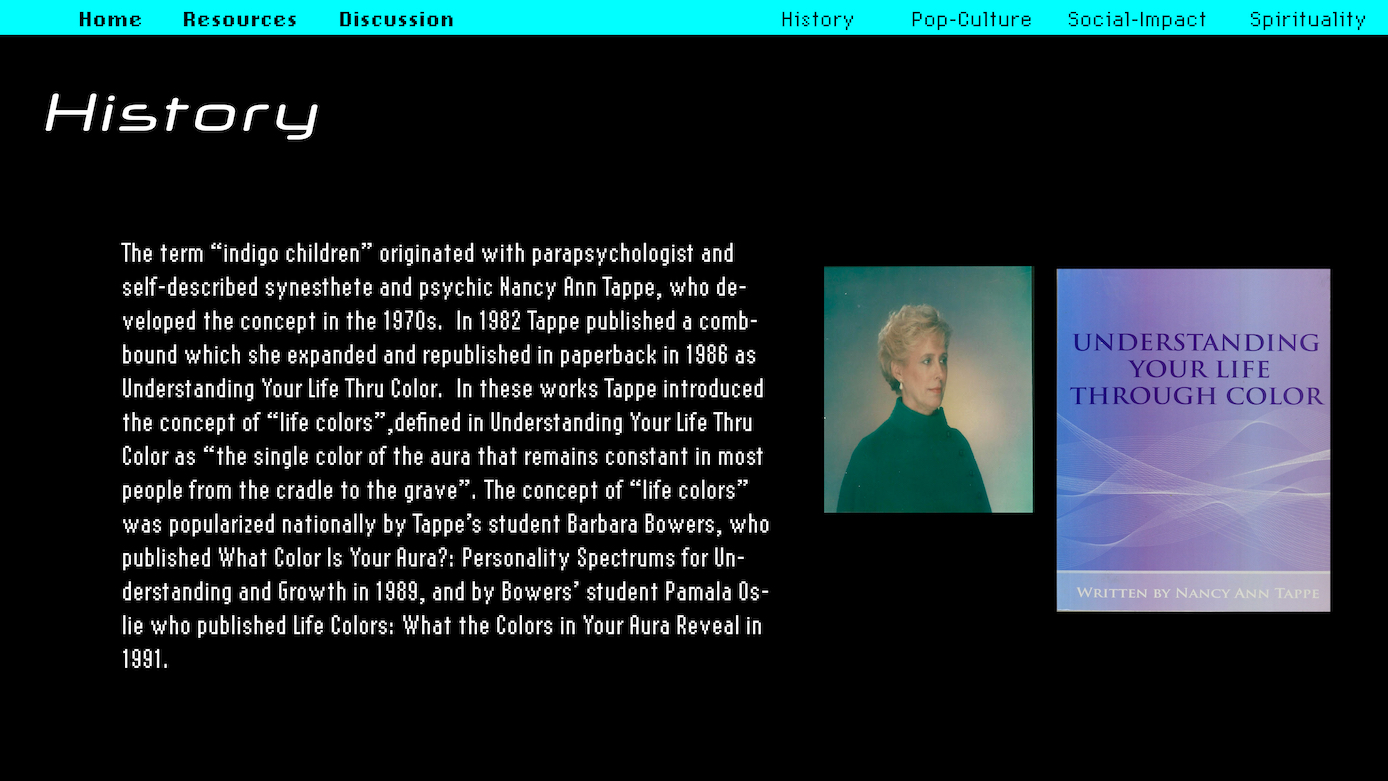 Home Resources Discussion History Pop-Culture Social-Impact Spirituality
History
The term “indigo children” originated with parapsychologist and
self-described synesthete and psychic Nancy Ann Tappe, who de-
veloped the concept in the 1970s.  In 1982 Tappe published a comb-
bound which she expanded and republished in paperback in 1986 as
Understanding Your Life Thru Color.  In these works Tappe introduced
the concept of “life colors”,defined in Understanding Your Life Thru
Color as “the single color of the aura that remains constant in most
people from the cradle to the grave”. The concept of “life colors”
was popularized nationally by Tappe’s student Barbara Bowers, who
published What Color Is Your Aura?: Personality Spectrums for Un-
derstanding and Growth in 1989, and by Bowers’ student Pamala Os-
lie who published Life Colors: What the Colors in Your Aura Reveal in
1991.
UNDERSTANDING
YOUR LIFE
THROUGH COLOR
WRITTEN BY NANCY ANN TAPPE